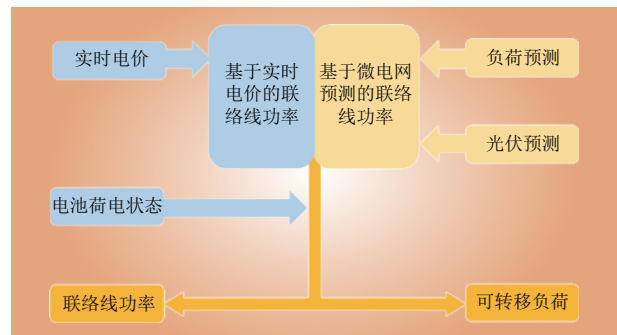 实时电价
基于实时
电价的联
络线功率
基于微电网
预测的联络
线功率
负荷预测
光伏预测
电池荷电状态
联络线功率
可转移负荷